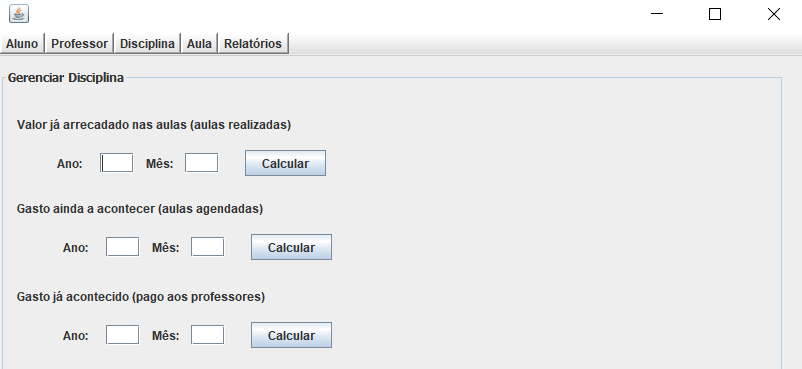 Aluno Professor Disciplina Aula Relatórios
Gerenciar Disciplina
Valor já arrecadado nas aulas (aulas realizadas)
Ano: Mês: Calcular
Gasto ainda a acontecer (aulas agendadas)
Ano: Mês: Calcular
Gasto já acontecido (pago aos professores)
Ano: Mês: Calcular